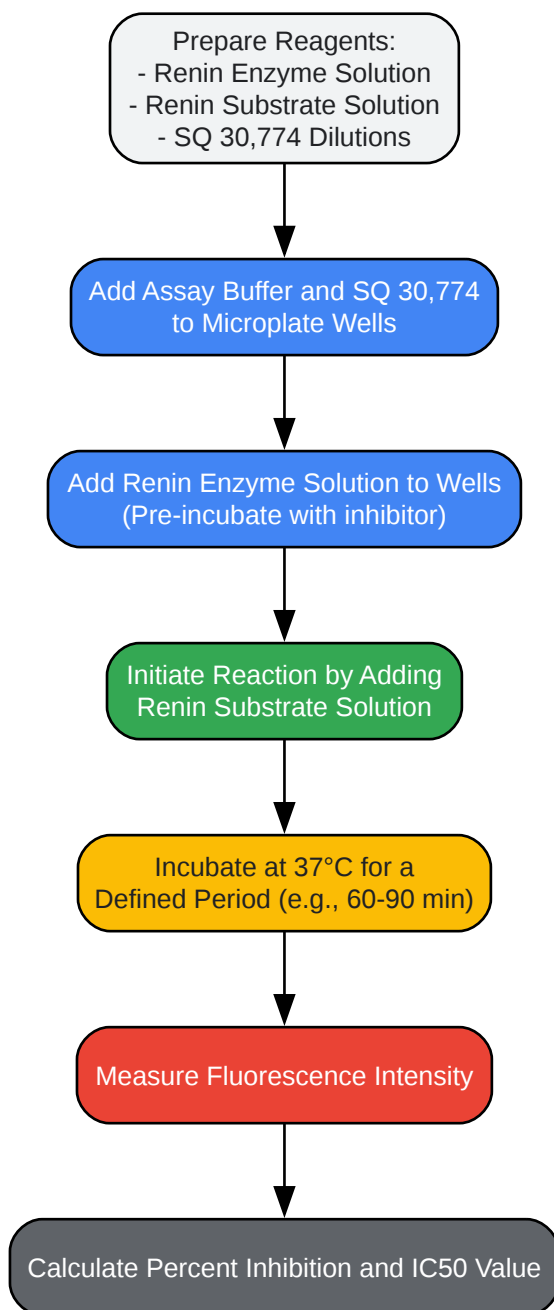 Prepare Reagents:
- Renin Enzyme Solution
- Renin Substrate Solution
- SQ 30,774 Dilutions
Add Assay Buffer and SQ 30,774
to Microplate Wells
Add Renin Enzyme Solution to Wells
(Pre-incubate with inhibitor)
Initiate Reaction by Adding
Renin Substrate Solution
Incubate at 37°C for a
Defined Period (e.g., 60-90 min)
Measure Fluorescence Intensity
Calculate Percent Inhibition and IC50 Value